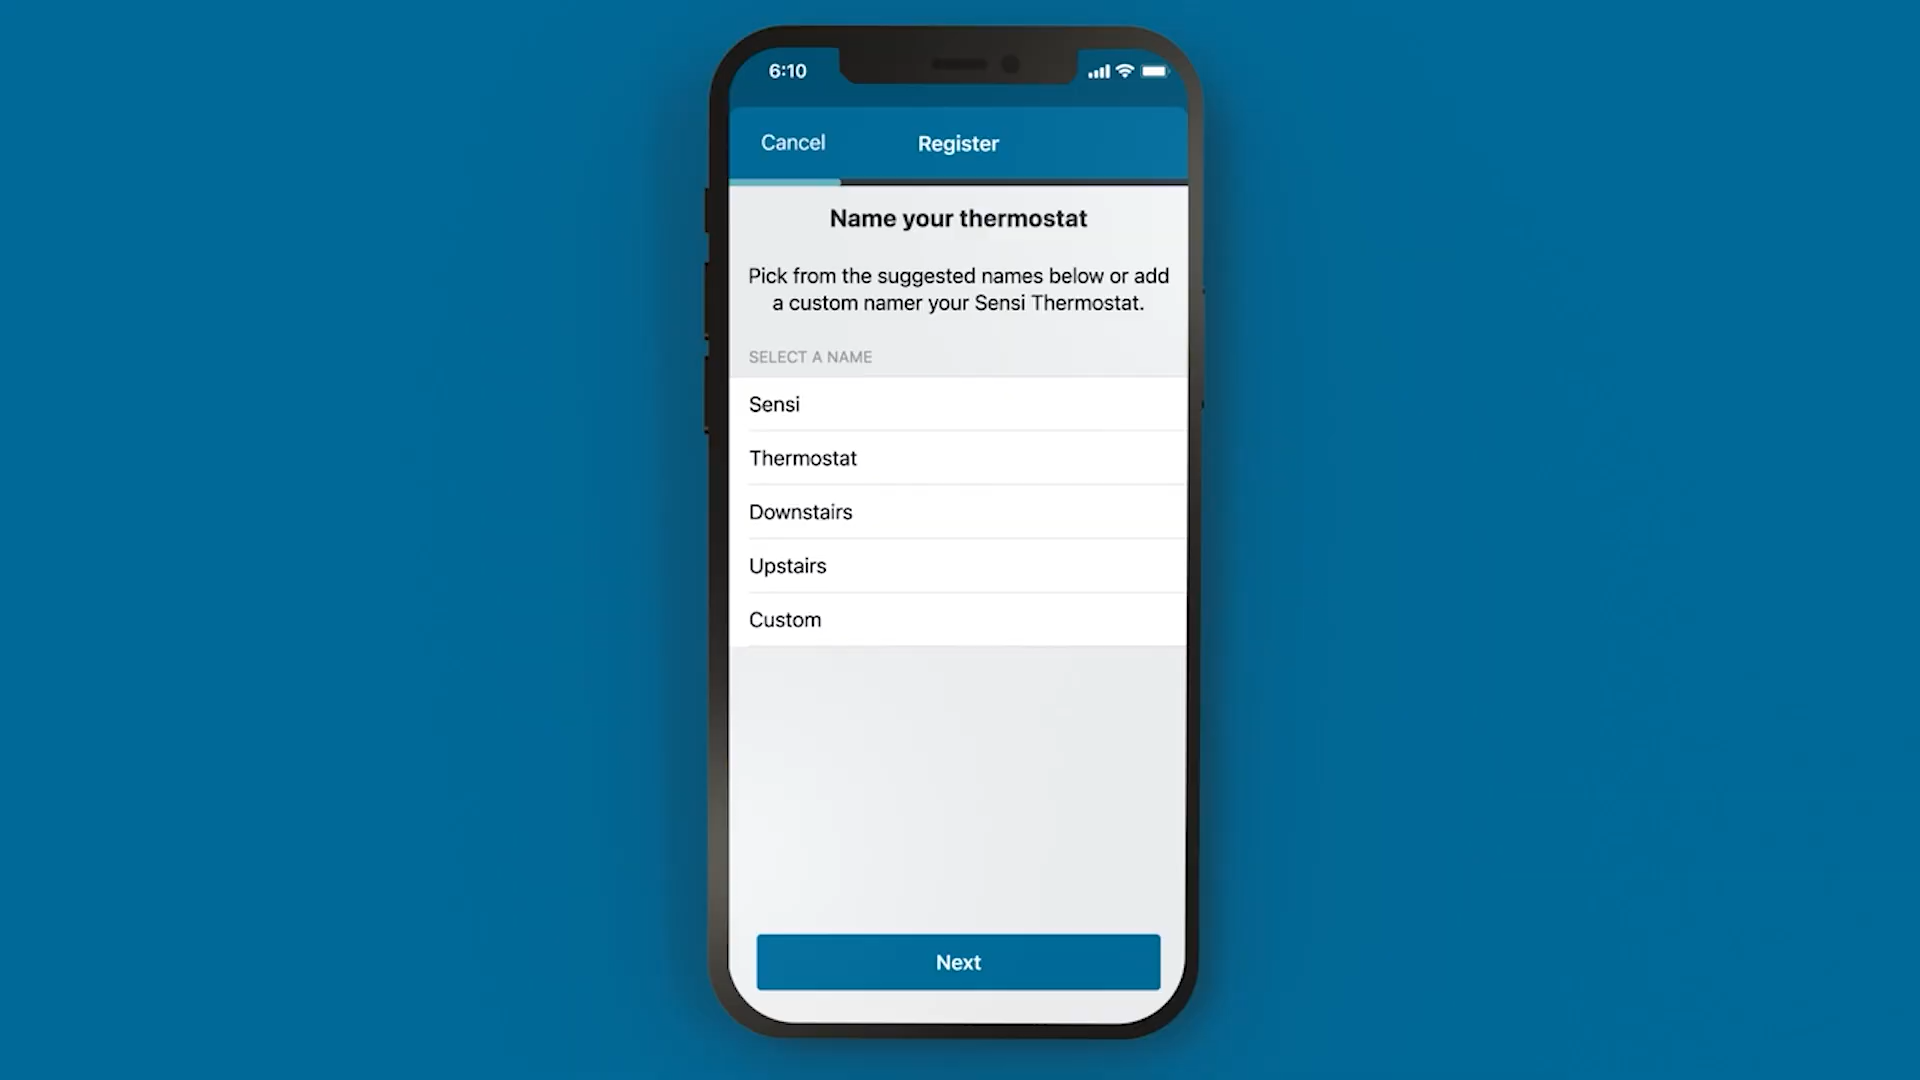 6:10
Cancel
Register
Name your thermostat
Pick from the suggested names below or add
a custom namer your Sensi Thermostat.
SELECT A NAME
Sensi
Thermostat
Downstairs
Upstairs
Custom
Next